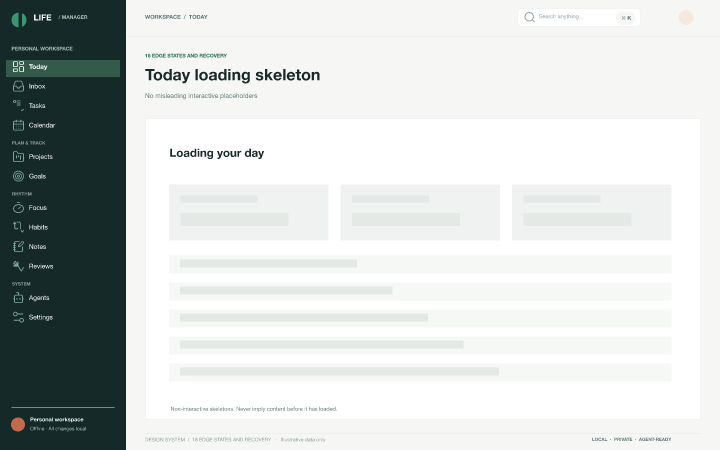 LIFE / MANAGER
PERSONAL WORKSPACE
Today
Inbox
Tasks
Calendar
PLAN & TRACK
Projects
Goals
RHYTHM
Focus
Habits
Notes
Reviews
SYSTEM
Agents
Settings
Personal workspace
Offline · All changes local
WORKSPACE / TODAY
Search anything...
⌘ K
16 EDGE STATES AND RECOVERY
Today loading skeleton
No misleading interactive placeholders
Loading your day
Non-interactive skeletons. Never imply content before it has loaded.
DESIGN SYSTEM / 16 EDGE STATES AND RECOVERY · Illustrative data only
LOCAL · PRIVATE · AGENT-READY